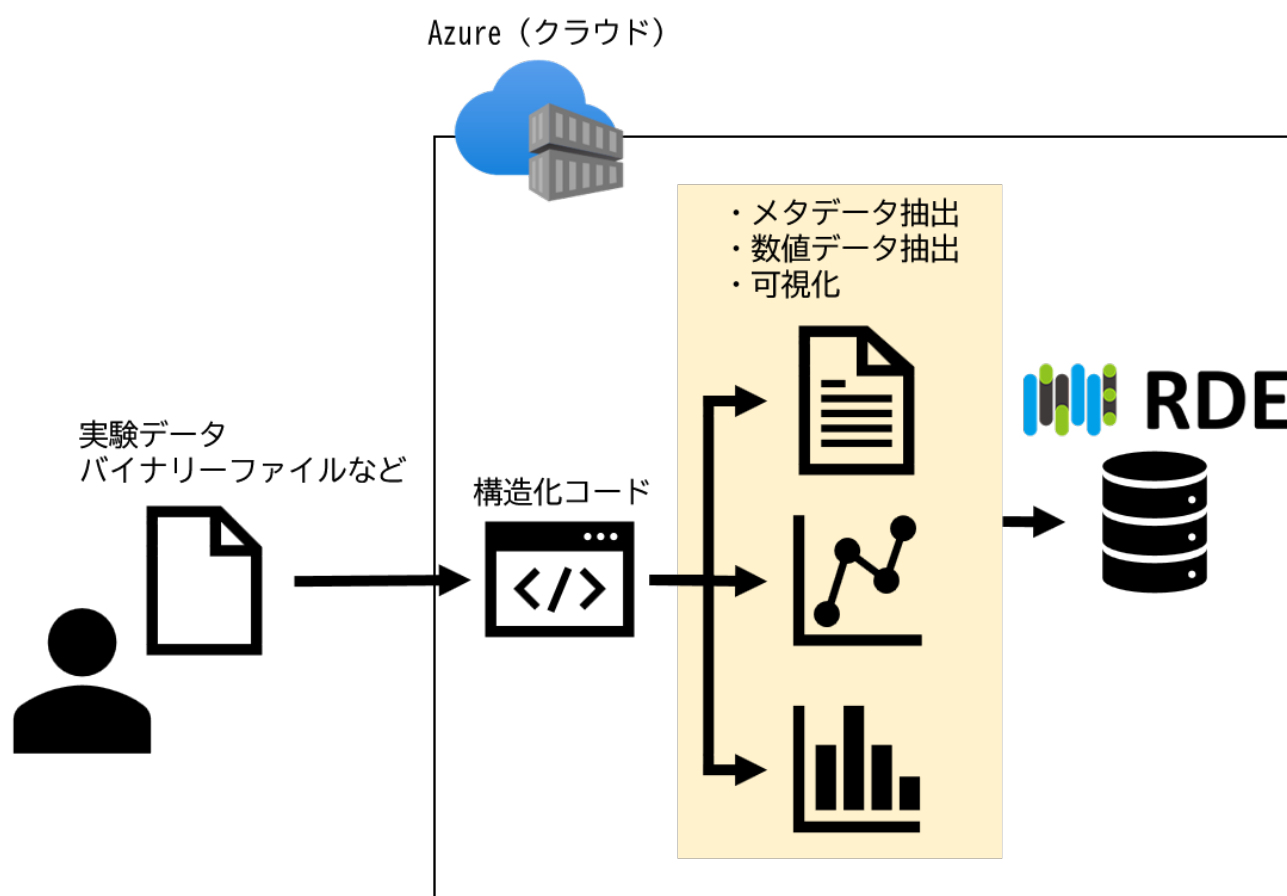 Azure（クラウド）
・メタデータ抽出
・数値データ抽出
・可視化
RDE
実験データ
バイナリーファイルなど
構造化コード
</>